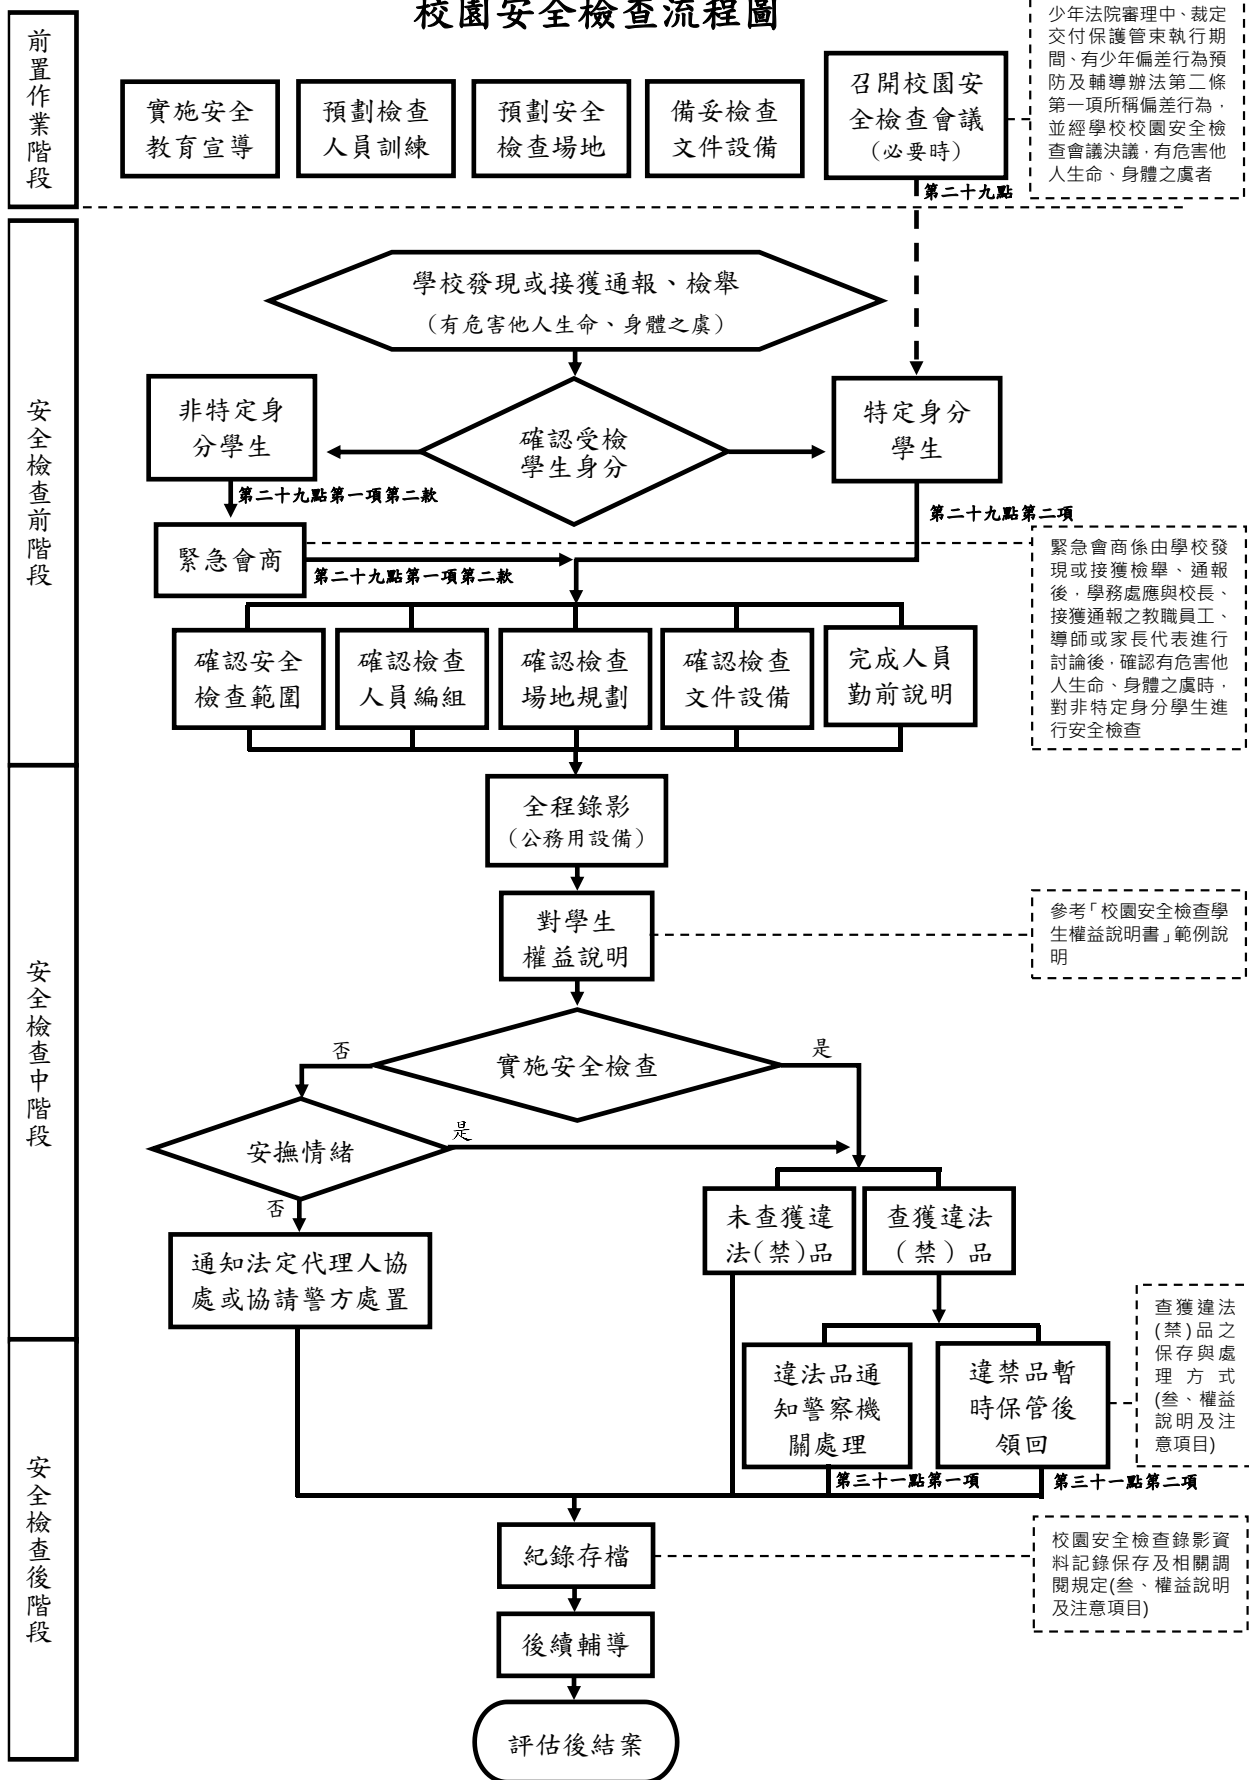 校園安全檢查流程圖
前置作業階段
實施安全
教育宣導
預劃檢查
人員訓練
預劃安全
檢查場地
備妥檢查
文件設備
召開校園安
全檢查會議
(必要時)
少年法院審理中、裁定
交付保護管束執行期
間、有少年偏差行為預
防及輔導辦法第二條
第一項所稱偏差行為，
並經學校校園安全檢
查會議決議，有危害他
人生命、身體之虞者
第二十九點
安全檢查前階段
學校發現或接獲通報、檢舉
（有危害他人生命、身體之虞）
非特定身
分學生
確認受檢
學生身分
特定身分
學生
第二十九點第一項第二款
第二十九點第二項
緊急會商
第二十九點第一項第二款
緊急會商係由學校發
現或接獲檢舉、通報
後，學務處應與校長、
接獲通報之教職員工、
導師或家長代表進行
討論後，確認有危害他
人生命、身體之虞時，
對非特定身分學生進
行安全檢查
確認安全
檢查範圍
確認檢查
人員編組
確認檢查
場地規劃
確認檢查
文件設備
完成人員
勤前說明
安全檢查中階段
全程錄影
（公務用設備）
對學生
權益說明
參考「校園安全檢查學
生權益說明書」範例說
明
實施安全檢查
否
是
安撫情緒
是
否
未查獲違
法(禁)品
查獲違法
（禁）品
通知法定代理人協
處或協請警方處置
查獲違法
(禁)品之
保存與處
理方式
(叁、權益
說明及注
意項目)
違法品通
知警察機
關處理
違禁品暫
時保管後
領回
第三十一點第一項
第三十一點第二項
安全檢查後階段
紀錄存檔
校園安全檢查錄影資
料記錄保存及相關調
閱規定(叁、權益說明
及注意項目)
後續輔導
評估後結案